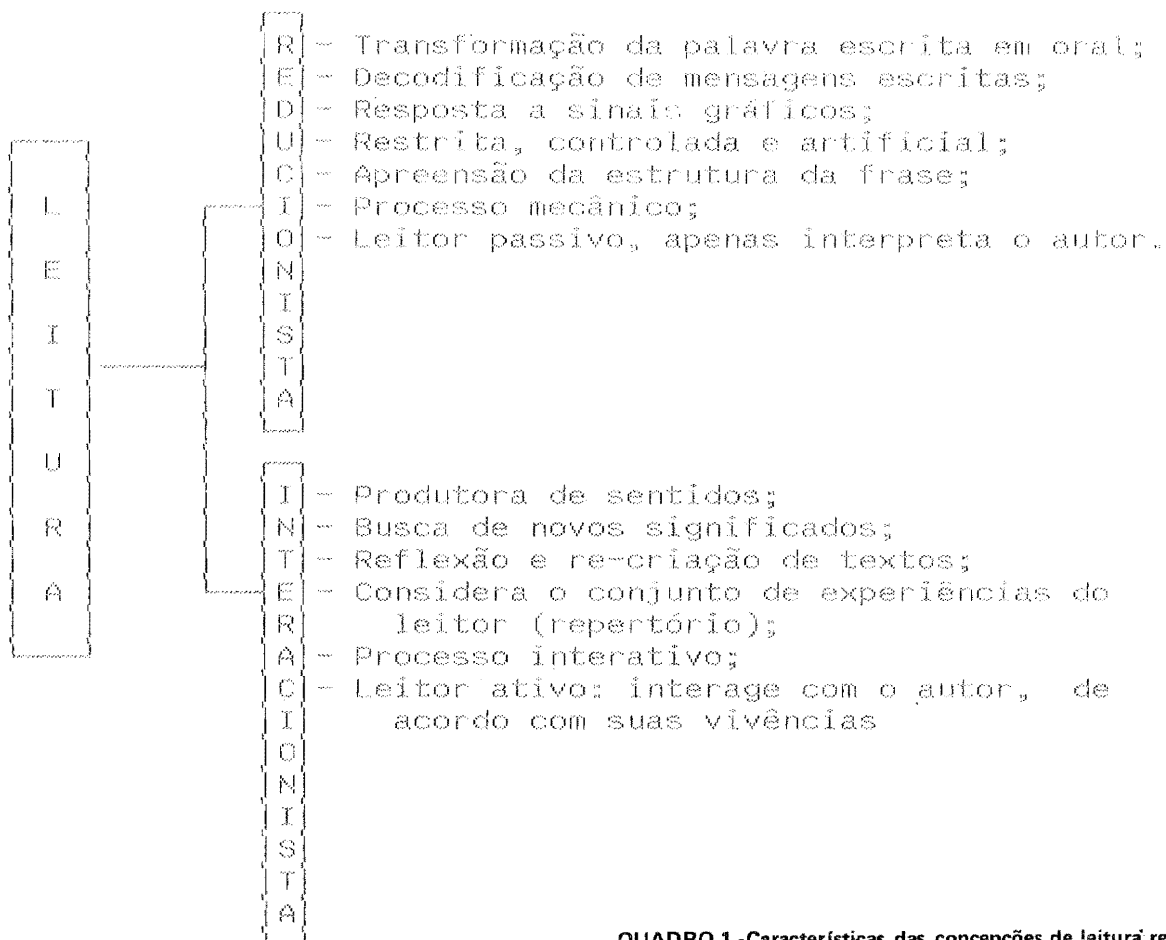 LEITURA
REDUCIONISTA
- Transformação da palavra escrita em oral;
- Decodificação de mensagens escritas;
- Resposta a sinais gráficos;
- Restrita, controlada e artificial;
- Apreensão da estrutura da frase;
- Processo mecânico;
- Leitor passivo, apenas interpreta o autor.
INTERACIONISTA
- Produtora de sentidos;
- Busca de novos significados;
- Reflexão e re-criação de textos;
- Considera o conjunto de experiências do
leitor (repertório);
- Processo interativo;
- Leitor ativo: interage com o autor, de
acordo com suas vivências
QUADRO 1 -Características das concepções de leitura re